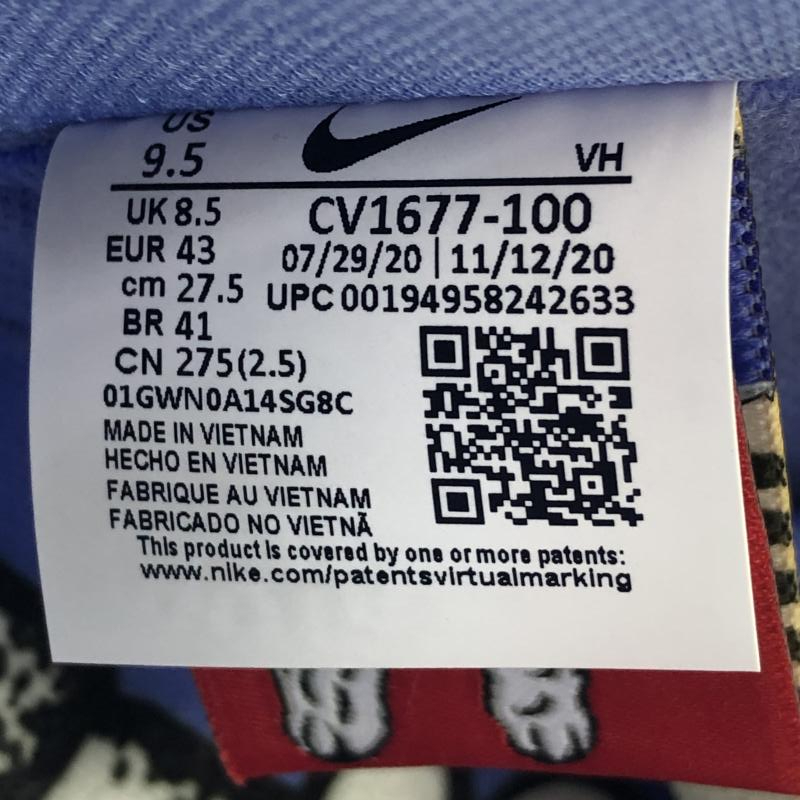 US
9.5
VH
UK 8.5
CV1677-100
EUR 43
07/29/20 | 11/12/20
cm 27.5
UPC 00194958242633
BR 41
CN 275(2.5)
01GWN0A14SG8C
MADE IN VIETNAM
HECHO EN VIETNAM
FABRIQUE AU VIETNAM
FABRICADO NO VIETNÃ
This product is covered by one or more patents:
www.nike.com/patentsvirtualmarking